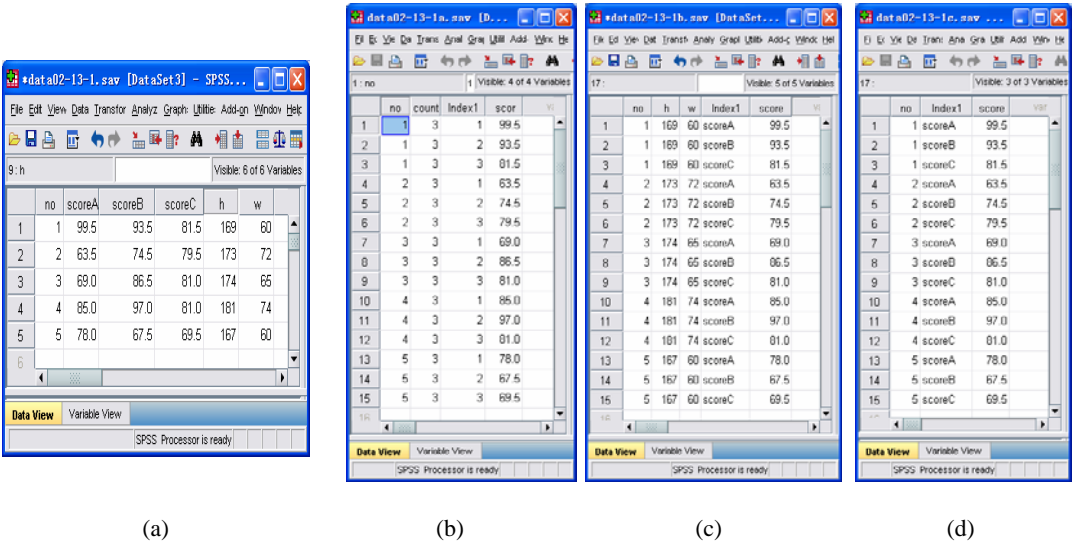 *data02-13-1.sav [DataSet3] - SPSS...
File Edit View Data Transfor Analyz Graph: Utilitie: Add-on Window Help
9 : h
Visible: 6 of 6 Variables
no scoreA scoreB scoreC h w
1 1 99.5 93.5 81.5 169 60
2 2 63.5 74.5 79.5 173 72
3 3 69.0 86.5 81.0 174 65
4 4 85.0 97.0 81.0 181 74
5 5 78.0 67.5 69.5 167 60
6
Data View Variable View
SPSS Processor is ready
(a)
data02-13-1a.sav [D...
Trans Anal Grap Utili Add-
1 : no
1 Visible: 4 of 4 Variables
no count Index1 scor
1 1 3 1 99.5
2 1 3 2 93.5
3 1 3 3 81.5
4 2 3 1 63.5
5 2 3 2 74.5
6 2 3 3 79.5
7 3 3 1 69.0
8 3 3 2 86.5
9 3 3 3 81.0
10 4 3 1 85.0
11 4 3 2 97.0
12 4 3 3 81.0
13 5 3 1 78.0
14 5 3 2 67.5
15 5 3 3 69.5
16
Data View Variable View
SPSS Processor is ready
(b)
*data02-13-1b.sav [DataSet...
17 :
Visible: 5 of 5 Variables
no h w Index1 score
1 1 169 60 scoreA 99.5
2 1 169 60 scoreB 93.5
3 1 169 60 scoreC 81.5
4 2 173 72 scoreA 63.5
5 2 173 72 scoreB 74.5
6 2 173 72 scoreC 79.5
7 3 174 65 scoreA 69.0
8 3 174 65 scoreB 86.5
9 3 174 65 scoreC 81.0
10 4 181 74 scoreA 85.0
11 4 181 74 scoreB 97.0
12 4 181 74 scoreC 81.0
13 5 167 60 scoreA 78.0
14 5 167 60 scoreB 67.5
15 5 167 60 scoreC 69.5
Data View Variable View
SPSS Processor is ready
(c)
data02-13-1c.sav ...
17 :
Visible: 3 of 3 Variables
no Index1 score var
1 1 scoreA 99.5
2 1 scoreB 93.5
3 1 scoreC 81.5
4 2 scoreA 63.5
5 2 scoreB 74.5
6 2 scoreC 79.5
7 3 scoreA 69.0
8 3 scoreB 86.5
9 3 scoreC 81.0
10 4 scoreA 85.0
11 4 scoreB 97.0
12 4 scoreC 81.0
13 5 scoreA 78.0
14 5 scoreB 67.5
15 5 scoreC 69.5
Data View Variable View
SPSS Processor is ready
(d)